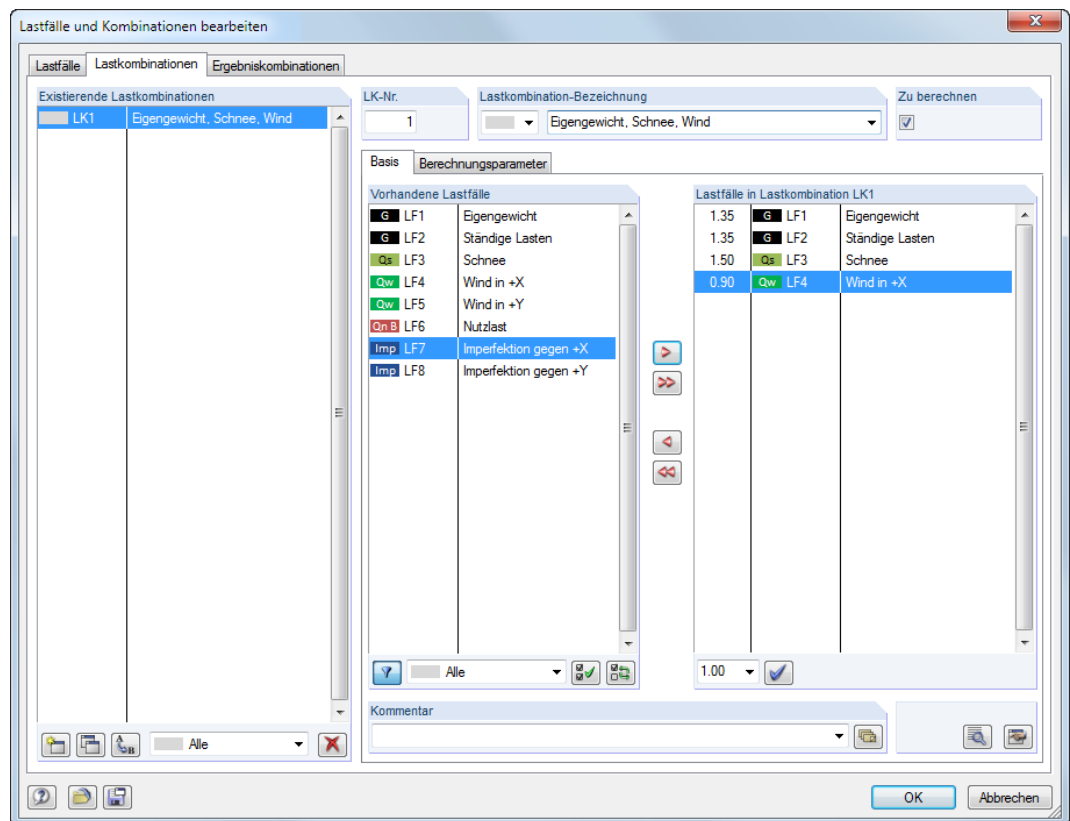 Lastfälle und Kombinationen bearbeiten
Lastfälle Lastkombinationen Ergebniskombinationen
Existierende Lastkombinationen
LK1 Eigengewicht, Schnee, Wind
Alle
LK-Nr.
1
Lastkombination-Bezeichnung
Eigengewicht, Schnee, Wind
Zu berechnen
Basis Berechnungsparameter
Vorhandene Lastfälle
G LF1 Eigengewicht
G LF2 Ständige Lasten
Qs LF3 Schnee
Qw LF4 Wind in +X
Qw LF5 Wind in +Y
Qn B LF6 Nutzlast
Imp LF7 Imperfektion gegen +X
Imp LF8 Imperfektion gegen +Y
Alle
Lastfälle in Lastkombination LK1
1.35 G LF1 Eigengewicht
1.35 G LF2 Ständige Lasten
1.50 Qs LF3 Schnee
0.90 Qw LF4 Wind in +X
1.00
Kommentar
OK Abbrechen